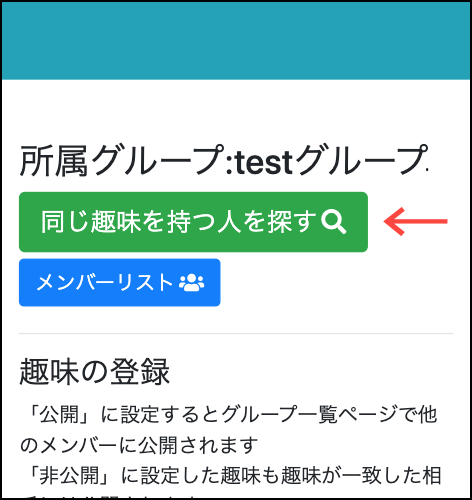 所属グループ:testグループ.
同じ趣味を持つ人を探す
メンバーリスト
趣味の登録
「公開」に設定するとグループ一覧ページで他
のメンバーに公開されます
「非公開」に設定した趣味も趣味が一致した相